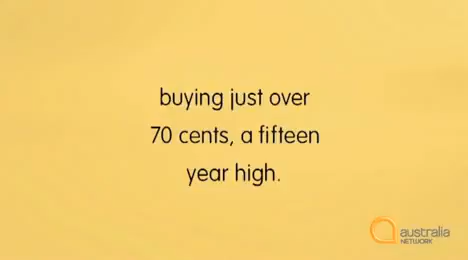 buying just over
70 cents, a fifteen
year high.
australia
NETWORK